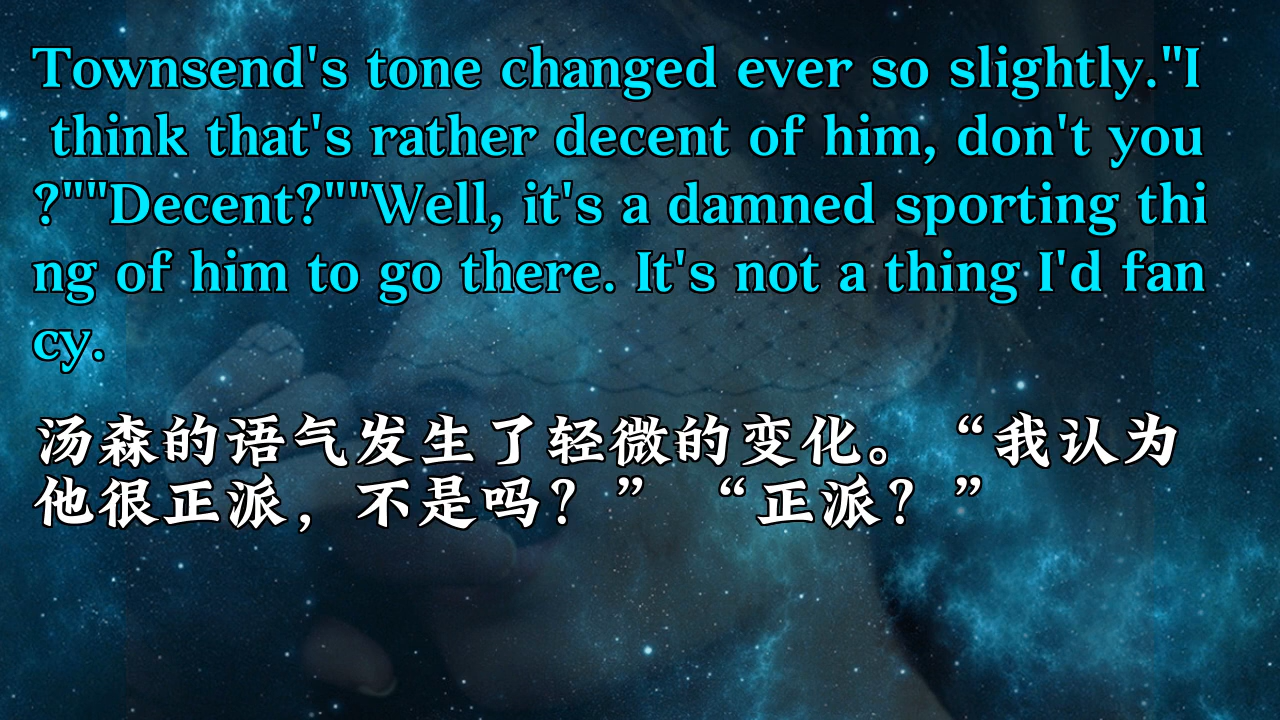 Townsend's tone changed ever so slightly."I
think that's rather decent of him, don't you
?""Decent?""Well, it's a damned sporting thi
ng of him to go there. It's not a thing I'd fan
cy.
汤森的语气发生了轻微的变化。“我认为
他很正派，不是吗？”“正派？”